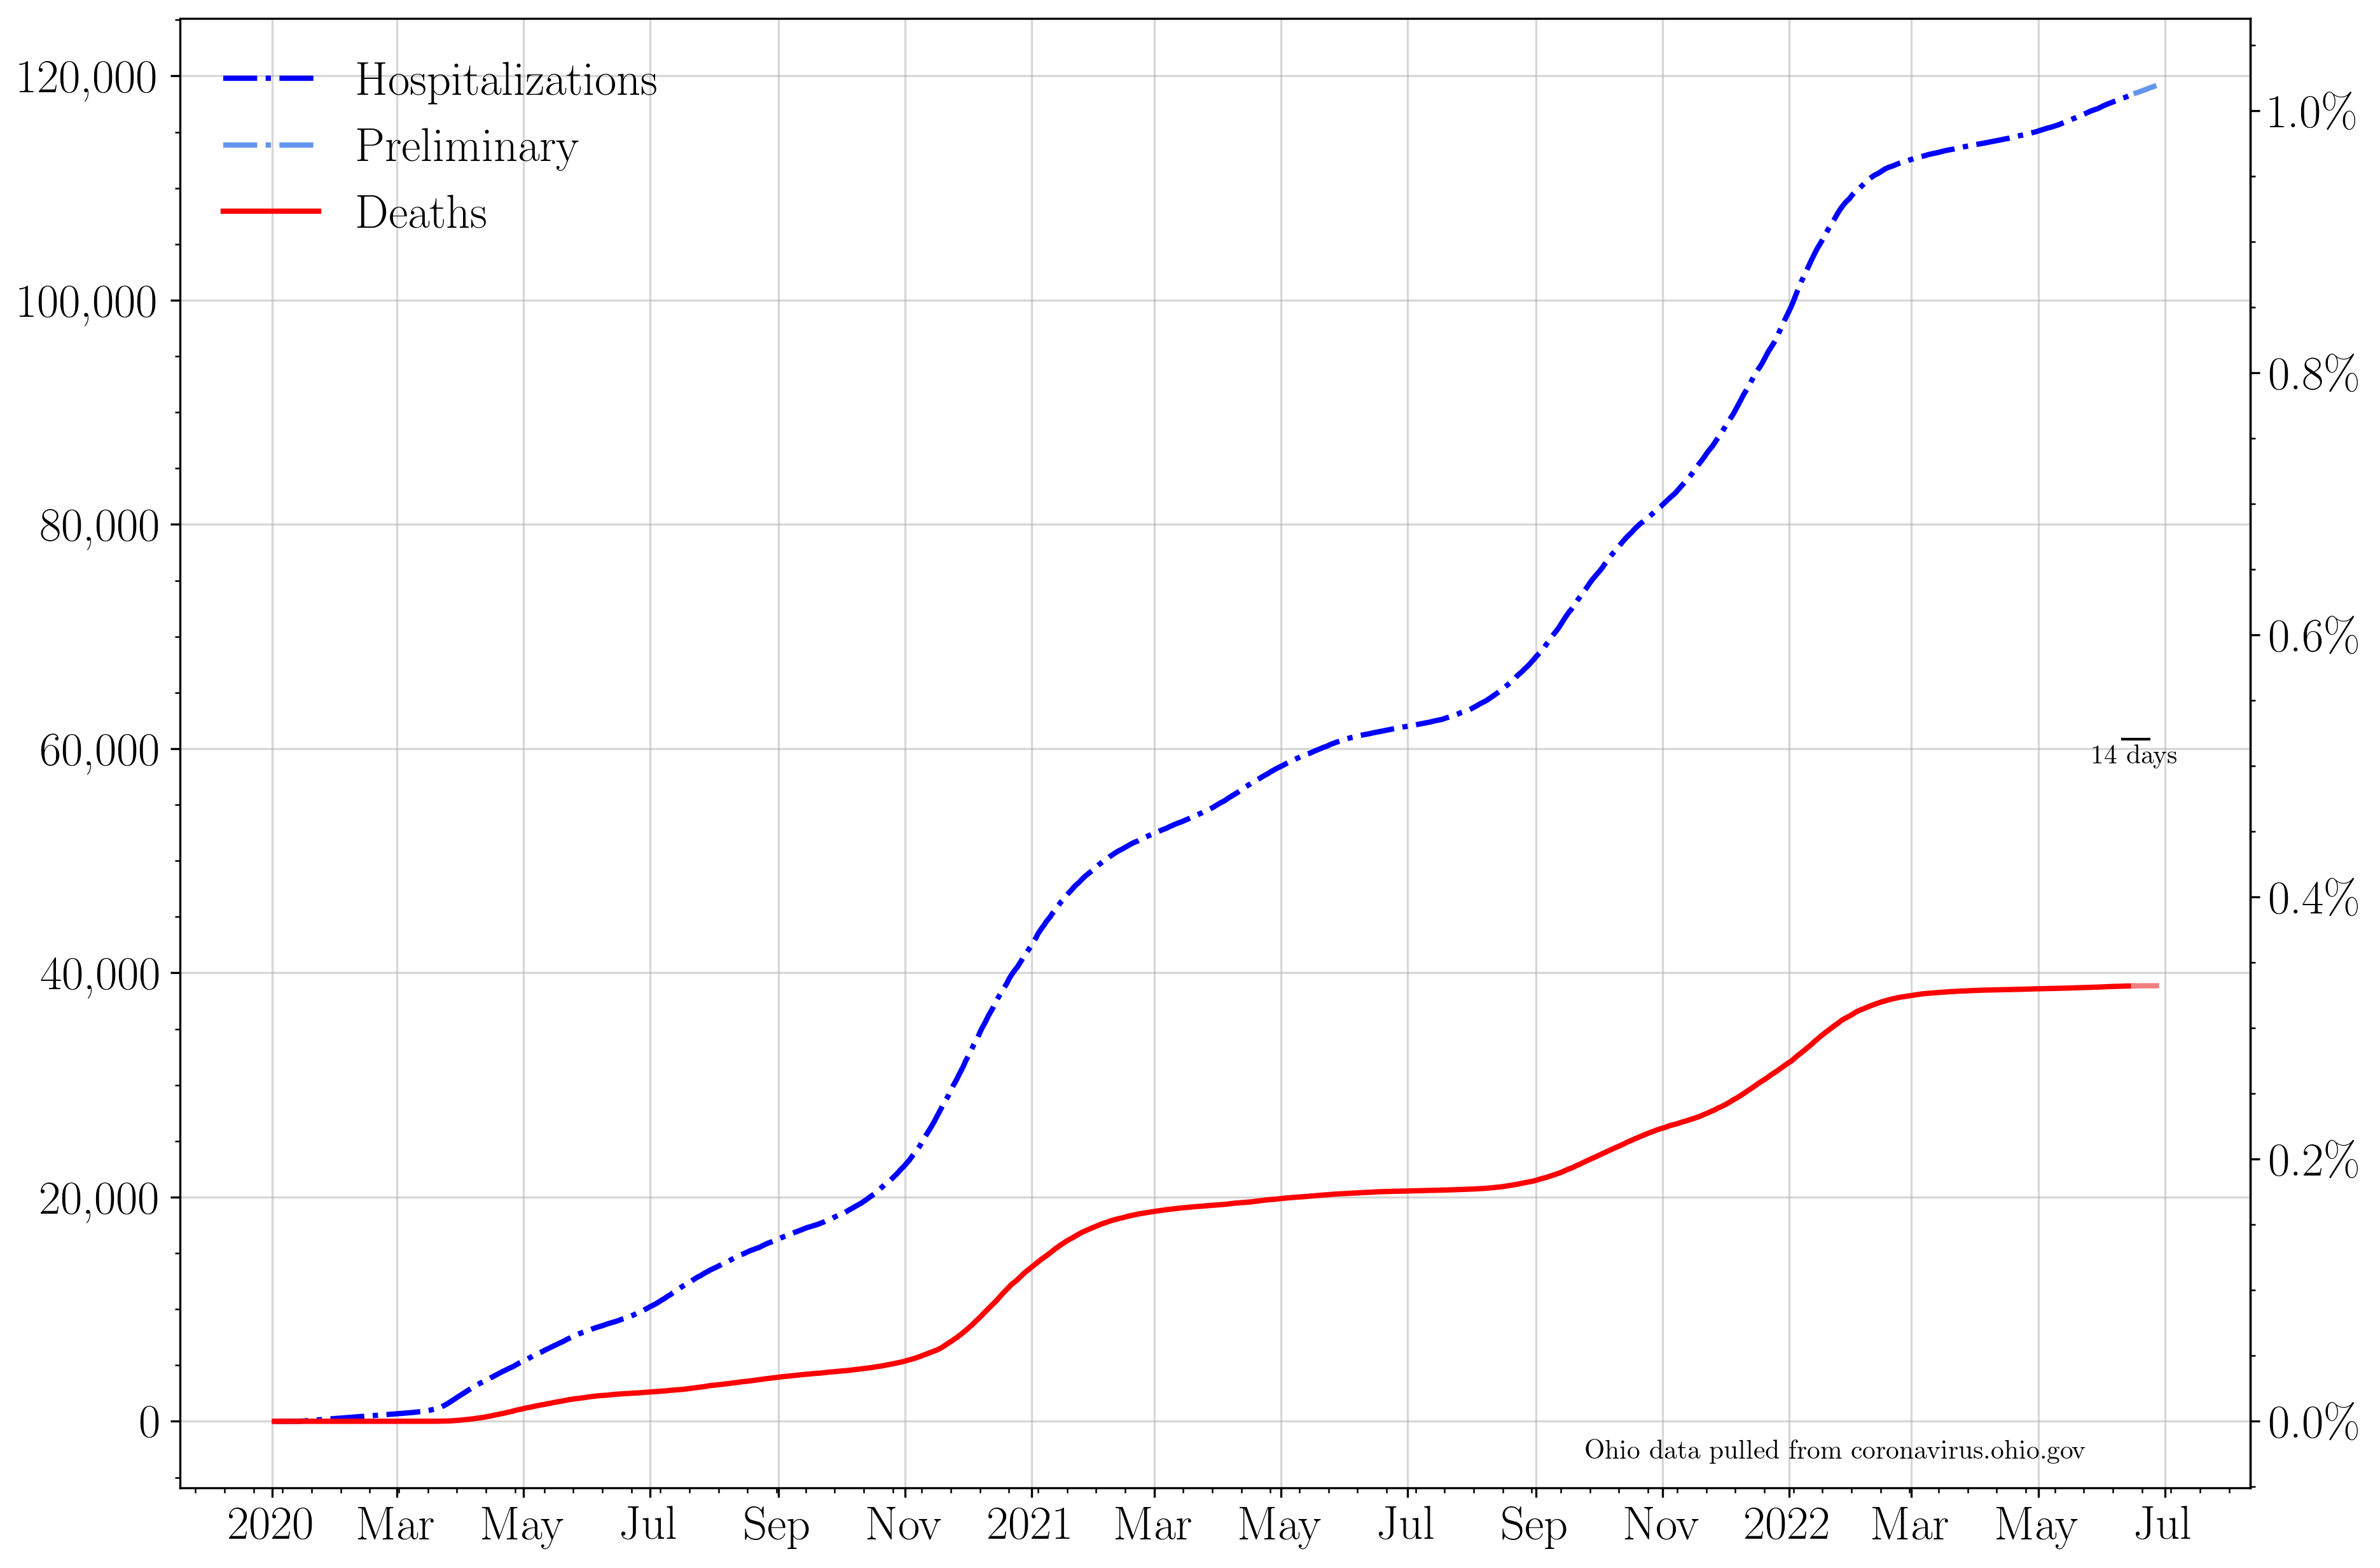 Hospitalizations
Preliminary
Deaths
120,000
100,000
80,000
60,000
40,000
20,000
0
1.0%
0.8%
0.6%
0.4%
0.2%
0.0%
14 days
Ohio data pulled from coronavirus.ohio.gov
2020 Mar May Jul Sep Nov 2021 Mar May Jul Sep Nov 2022 Mar May Jul